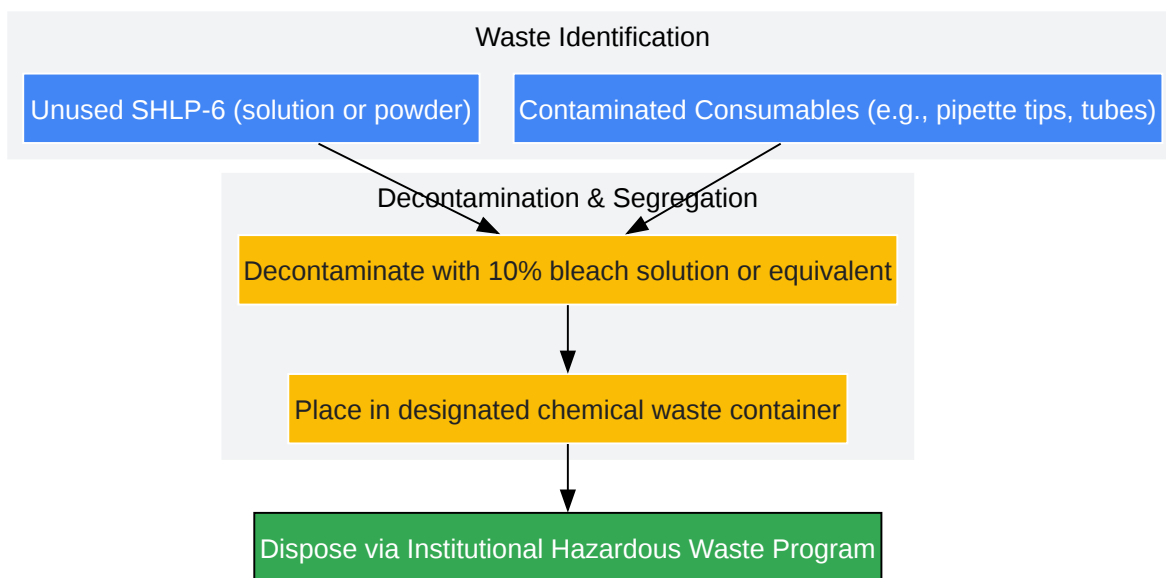 Waste Identification
Unused SHLP-6 (solution or powder)
Contaminated Consumables (e.g., pipette tips, tubes)
Decontamination & Segregation
Decontaminate with 10% bleach solution or equivalent
Place in designated chemical waste container
Dispose via Institutional Hazardous Waste Program